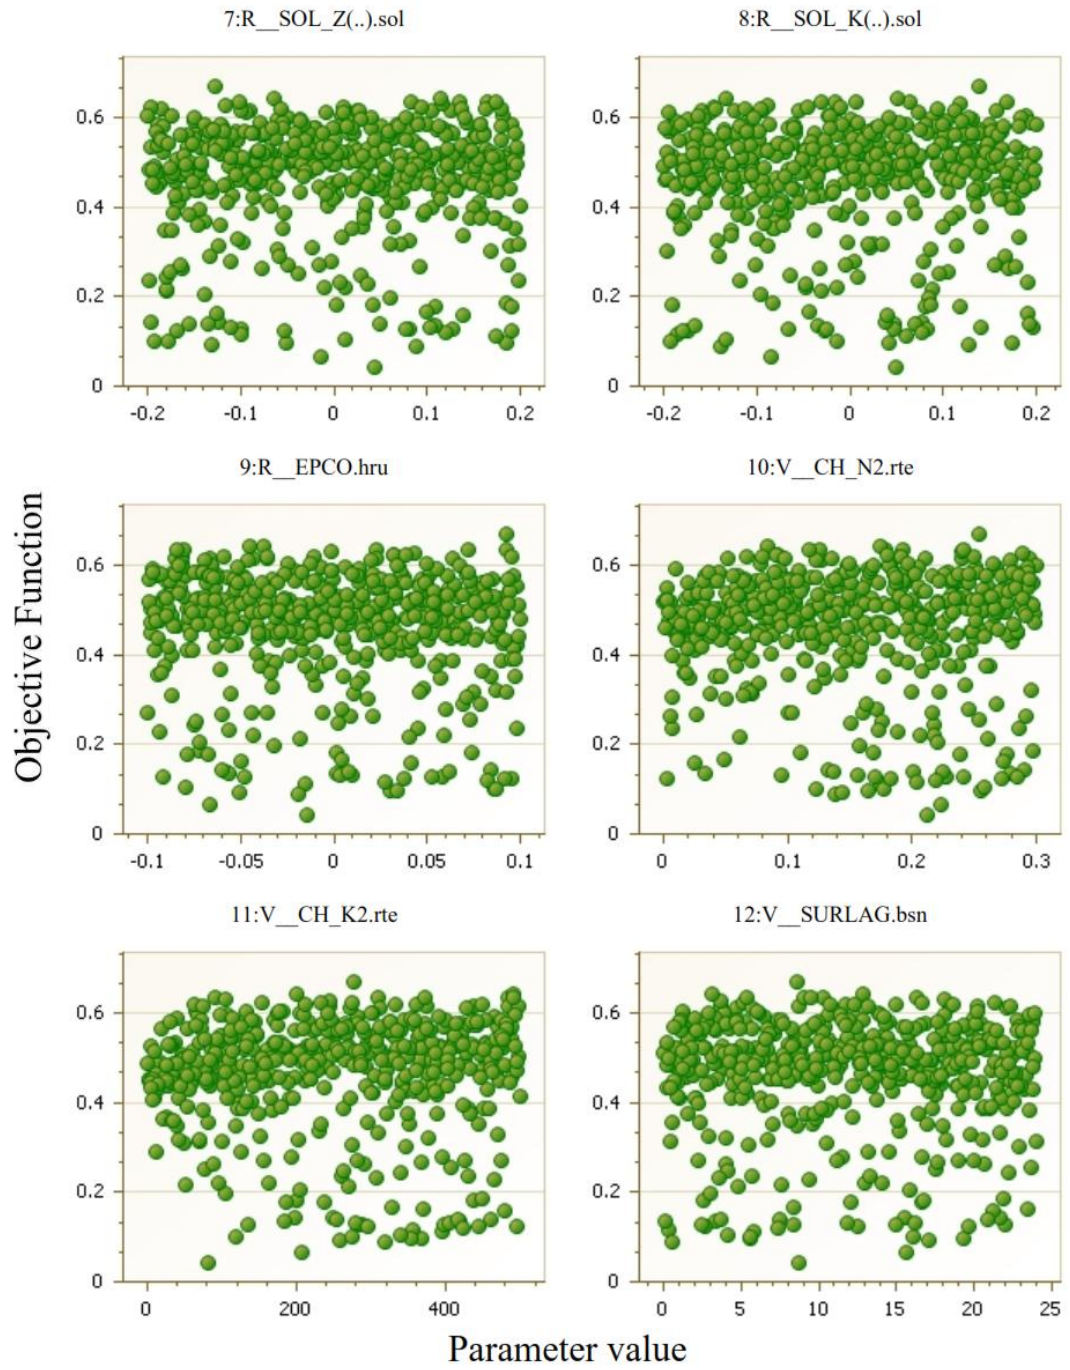 7:R__SOL_Z(..).sol
8:R__SOL_K(..).sol
0.6
0.4
0.2
0
-0.2 -0.1 0 0.1 0.2
0.6
0.4
0.2
0
-0.2 -0.1 0 0.1 0.2
9:R__EPCO.hru
10:V__CH_N2.rte
Objective Function
0.6
0.4
0.2
0
-0.1 -0.05 0 0.05 0.1
0.6
0.4
0.2
0
0 0.1 0.2 0.3
11:V__CH_K2.rte
12:V__SURLAG.bsn
0.6
0.4
0.2
0
0 200 400
0.6
0.4
0.2
0
0 5 10 15 20 25
Parameter value